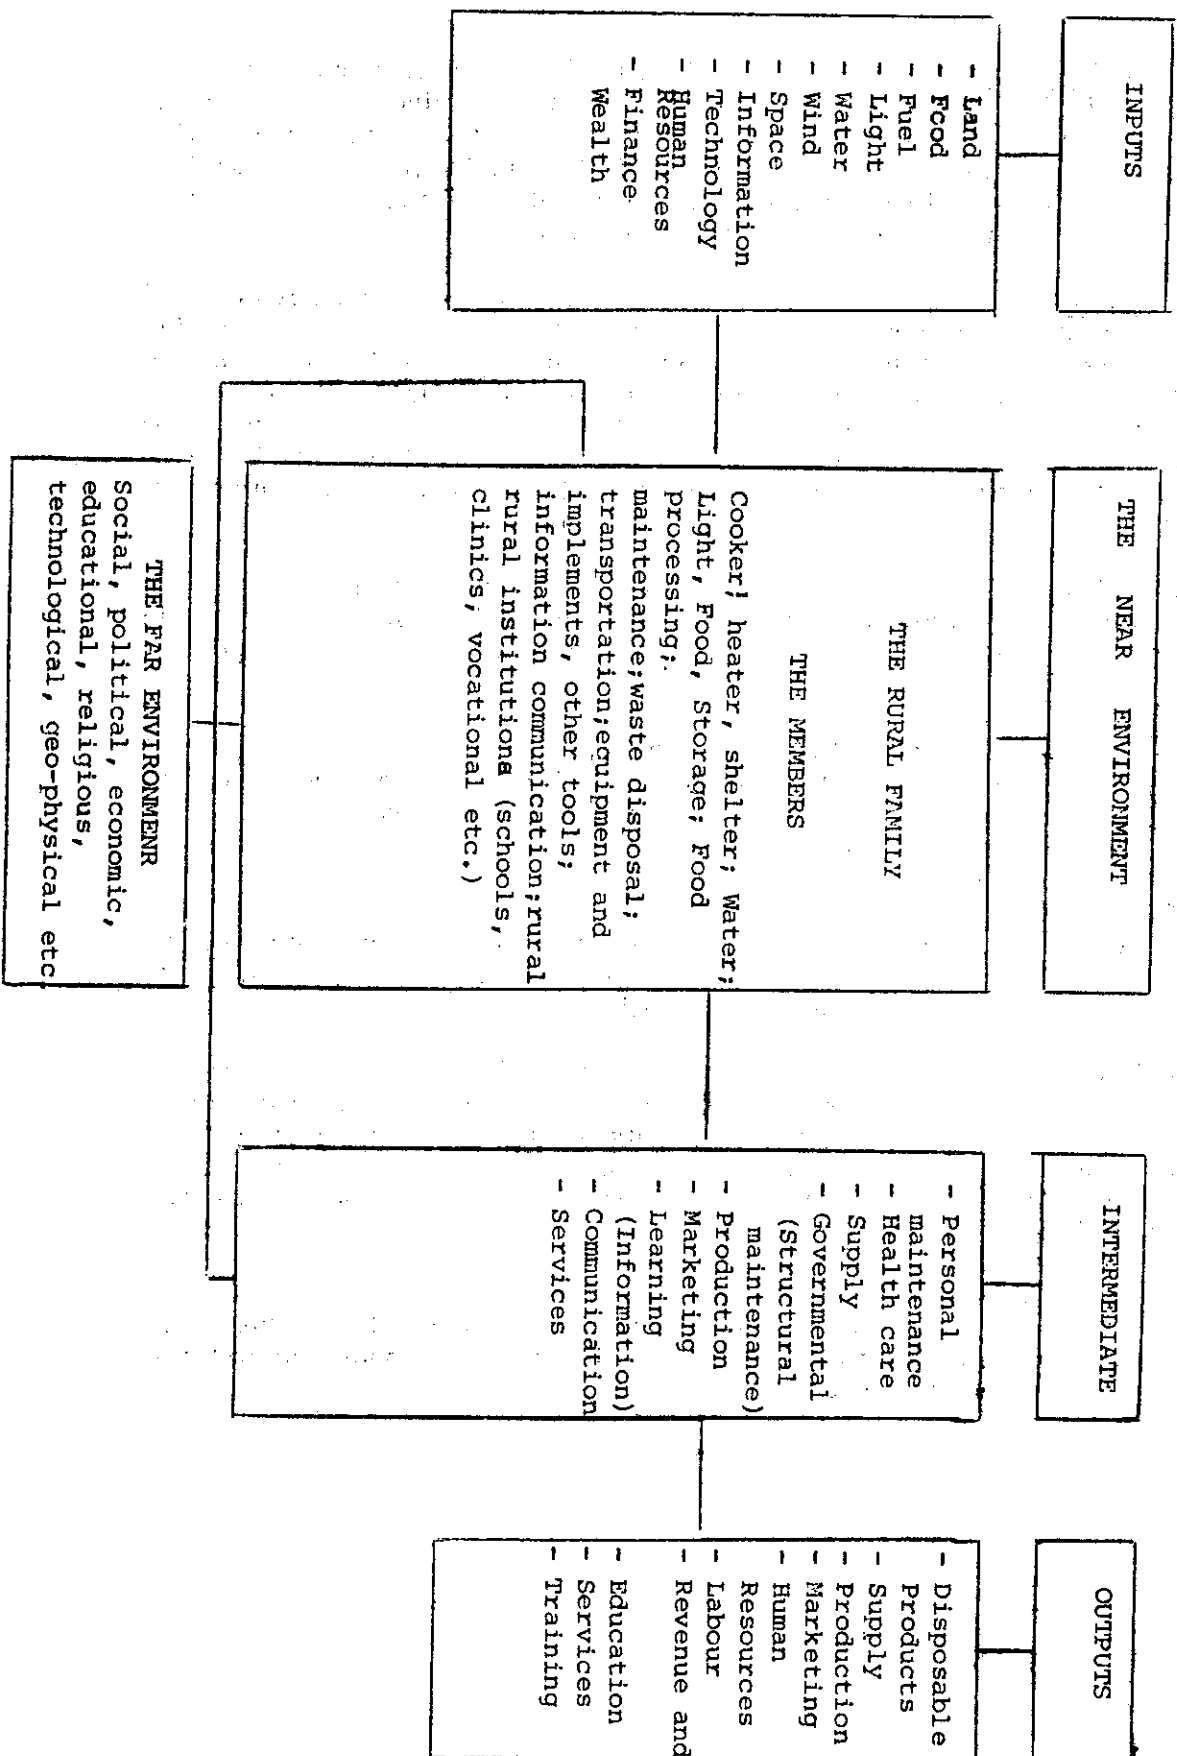 INPUTS
- Land
- Food
- Fuel
- Light
- Water
- Wind
- Space
- Information
- Technology
- Human
Resources
- Finance
Wealth
THE NEAR ENVIRONMENT
THE RURAL FAMILY
THE MEMBERS
Cooker; heater, shelter; Water;
Light, Food, Storage; Food
processing;
maintenance;waste disposal;
transportation;equipment and
implements, other tools;
information communication;rural
rural institutions (schools,
clinics, vocational etc.)
THE FAR ENVIRONMENR
Social, political, economic,
educational, religious,
technological, geo-physical etc
INTERMEDIATE
- Personal
maintenance
- Health care
- Supply
- Governmental
(Structural
maintenance)
- Production
- Marketing
- Learning
(Information)
- Communication
- Services
OUTPUTS
- Disposable
Products
- Supply
- Production
- Marketing
- Human
Resources
- Labour
- Revenue and
- Education
- Services
- Training